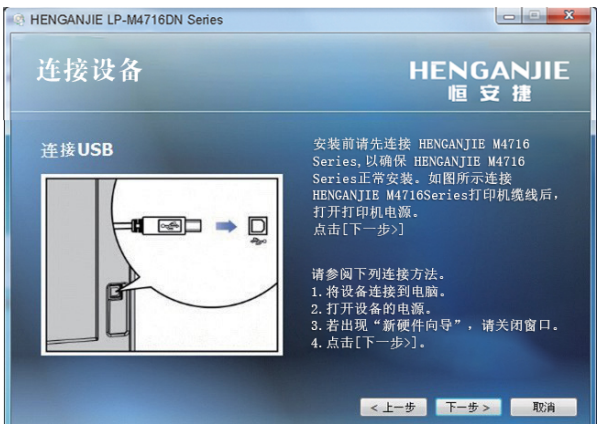 HENGANJIE LP-M4716DN Series
连接设备
HENGANJIE
恒安捷
连接USB
安装前请先连接 HENGANJIE M4716
Series,以确保 HENGANJIE M4716
Series正常安装。如图所示连接
HENGANJIE M4716Series打印机缆线后,
打开打印机电源。
点击[下一步>]
请参阅下列连接方法。
1.将设备连接到电脑。
2.打开设备的电源。
3.若出现“新硬件向导”,请关闭窗口。
4.点击[下一步>]。
<上一步
下一步>
取消